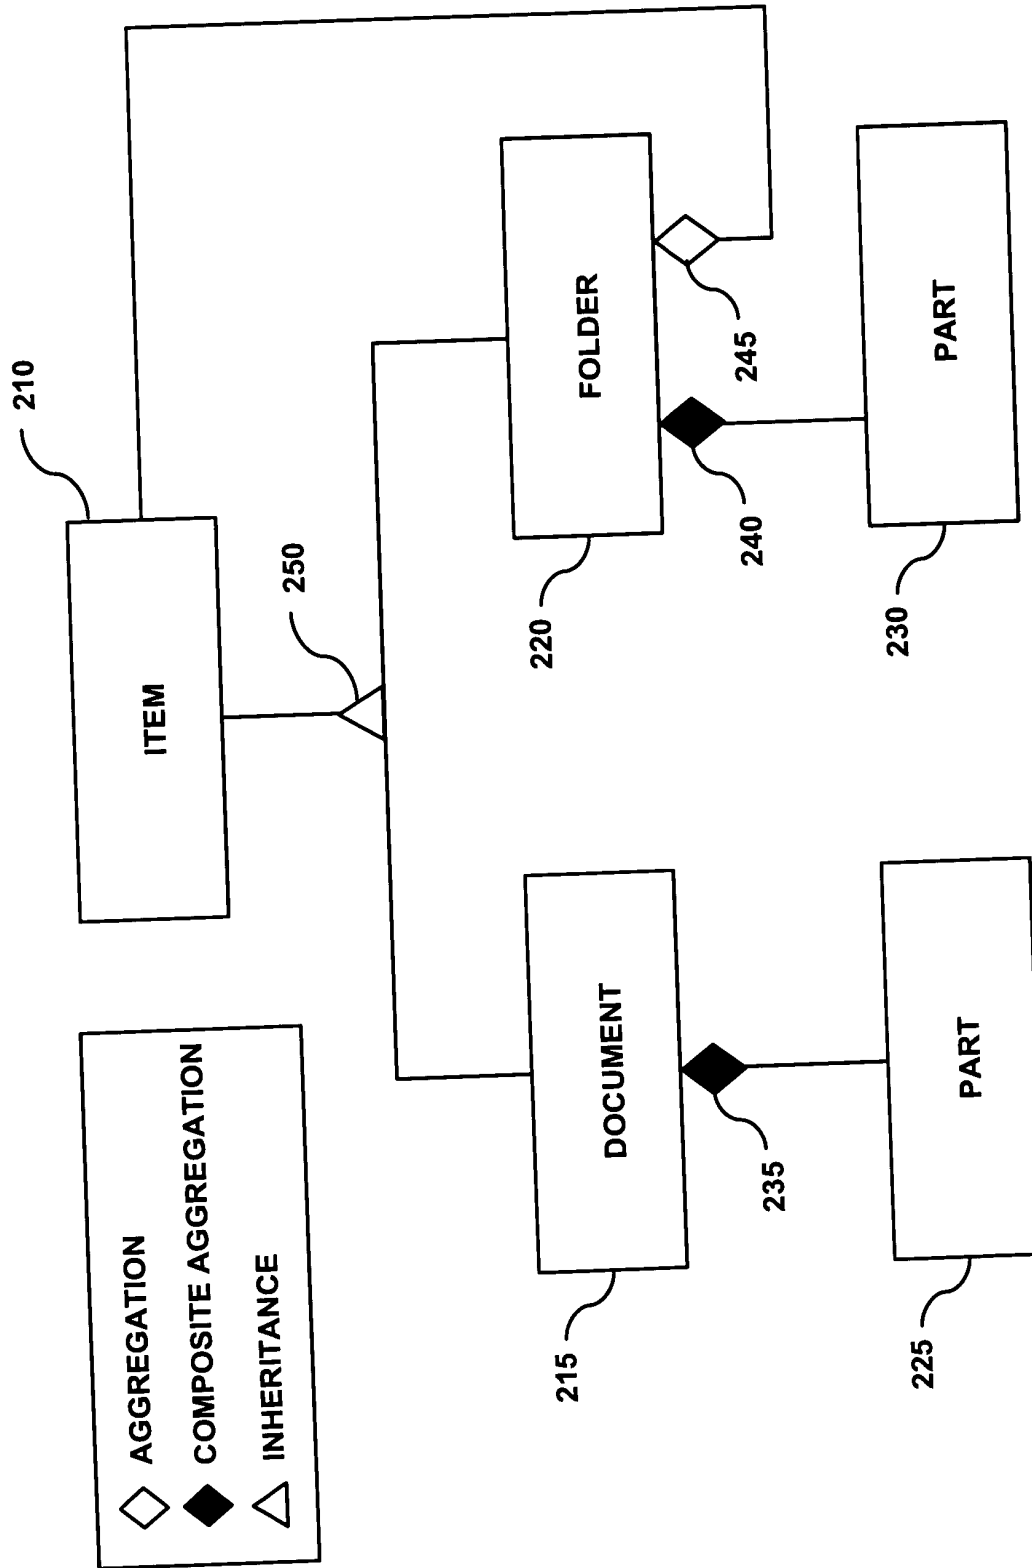 AGGREGATION
COMPOSITE AGGREGATION
INHERITANCE
ITEM
210
250
DOCUMENT
215
FOLDER
220
235
240
245
PART
225
PART
230